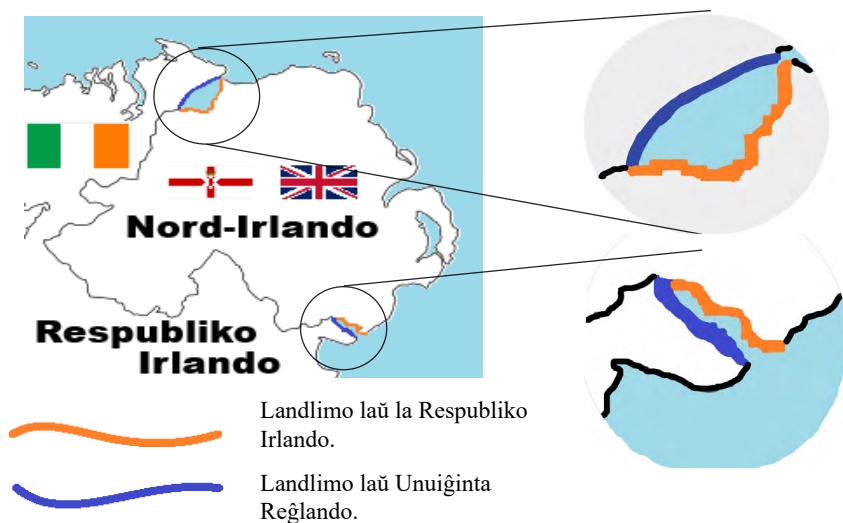 Nord-Irlando
Respubliko
Irlando
Landlimo laŭ la Respubliko
Irlando.
Landlimo laŭ Unuiĝinta
Reĝlando.